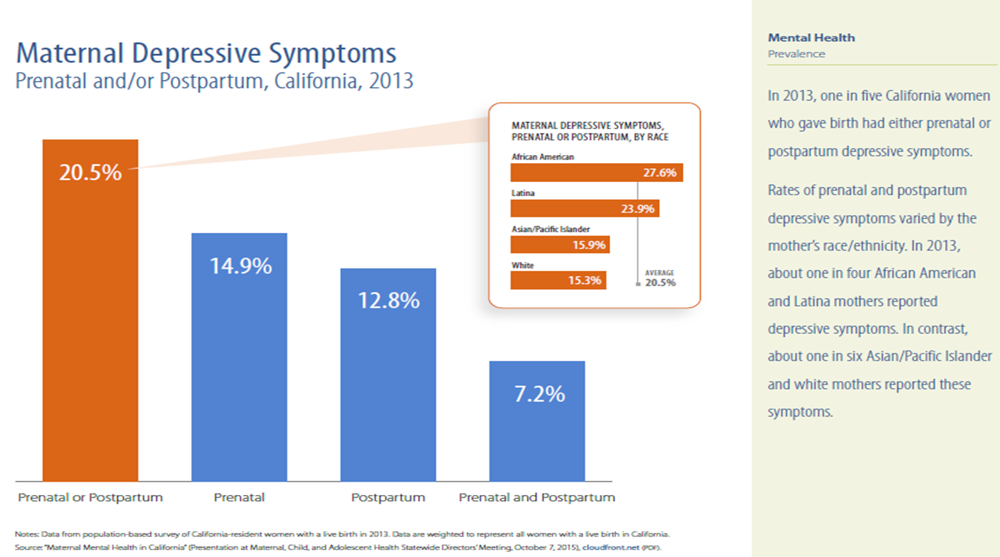 Maternal Depressive Symptoms
Prenatal and/or Postpartum, California, 2013
20.5%
14.9%
12.8%
7.2%
Prenatal or Postpartum
Prenatal
Postpartum
Prenatal and Postpartum
MATERNAL DEPRESSIVE SYMPTOMS,
PRENATAL OR POSTPARTUM, BY RACE
African American
27.6%
Latina
23.9%
Asian/Pacific Islander
15.9%
White
15.3%
AVERAGE
20.5%
Notes: Data from population-based survey of California-resident women with a live birth in 2013. Data are weighted to represent all women with a live birth in California.
Source: "Maternal Mental Health in California" (Presentation at Maternal, Child, and Adolescent Health Statewide Directors' Meeting, October 7, 2015), cloudfront.net (PDF).
Mental Health
Prevalence
In 2013, one in five California women
who gave birth had either prenatal or
postpartum depressive symptoms.
Rates of prenatal and postpartum
depressive symptoms varied by the
mother's race/ethnicity. In 2013,
about one in four African American
and Latina mothers reported
depressive symptoms. In contrast,
about one in six Asian/Pacific Islander
and white mothers reported these
symptoms.